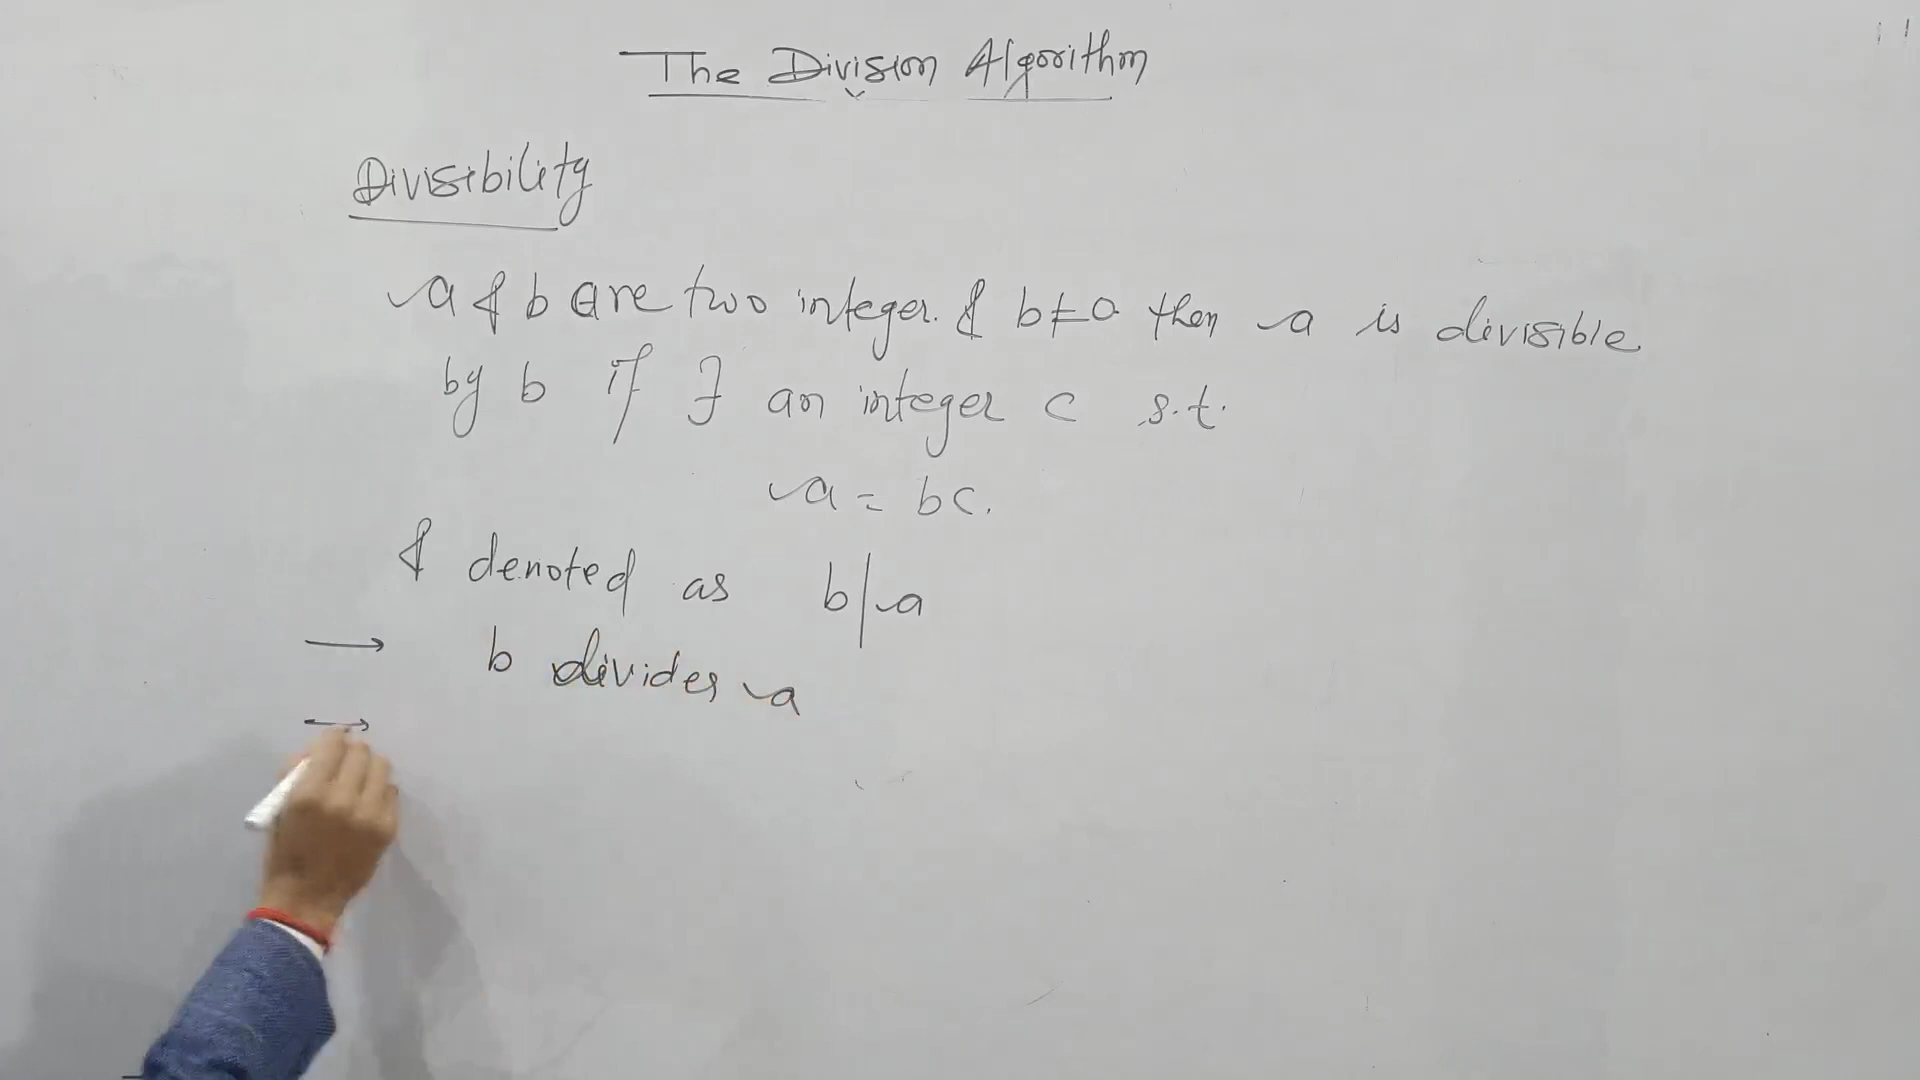 The Division Algorithm
Divisibility
a & b are two integer. & b≠0 then a is divisible
by b if ∃ an integer c s.t.
a = bc.
& denoted as b|a
→ b divides a
→